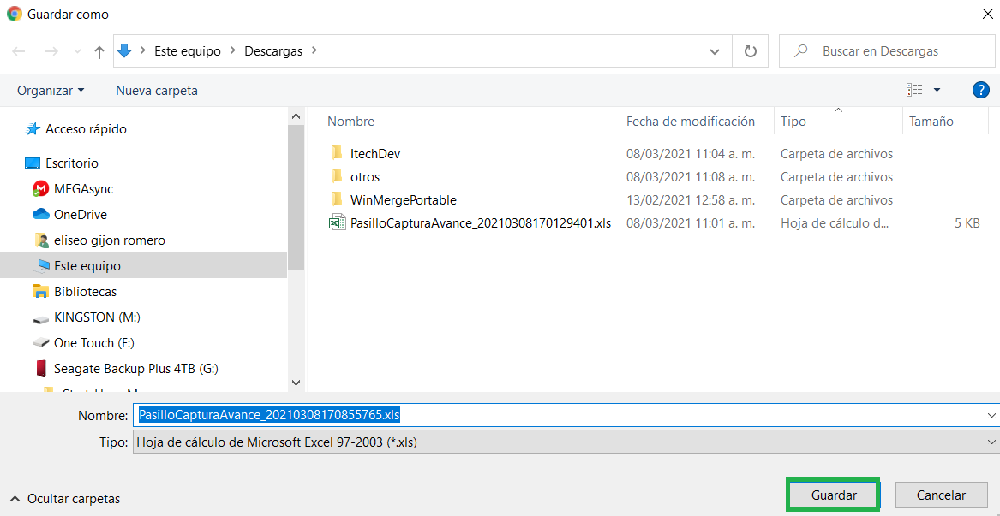 Guardar como
Este equipo > Descargas >
Buscar en Descargas
Organizar
Nueva carpeta
?
Acceso rápido
Escritorio
MEGAsync
OneDrive
eliseo gijon romero
Este equipo
Bibliotecas
KINGSTON (M:)
One Touch (F:)
Seagate Backup Plus 4TB (G:)
Nombre Fecha de modificación Tipo Tamaño
ItechDev 08/03/2021 11:04 a. m. Carpeta de archivos
otros 08/03/2021 11:08 a. m. Carpeta de archivos
WinMergePortable 13/02/2021 12:58 a. m. Carpeta de archivos
PasilloCapturaAvance_20210308170129401.xls 08/03/2021 11:01 a. m. Hoja de cálculo d... 5 KB
Nombre: PasilloCapturaAvance_20210308170855765.xls
Tipo: Hoja de cálculo de Microsoft Excel 97-2003 (*.xls)
Ocultar carpetas
Guardar
Cancelar